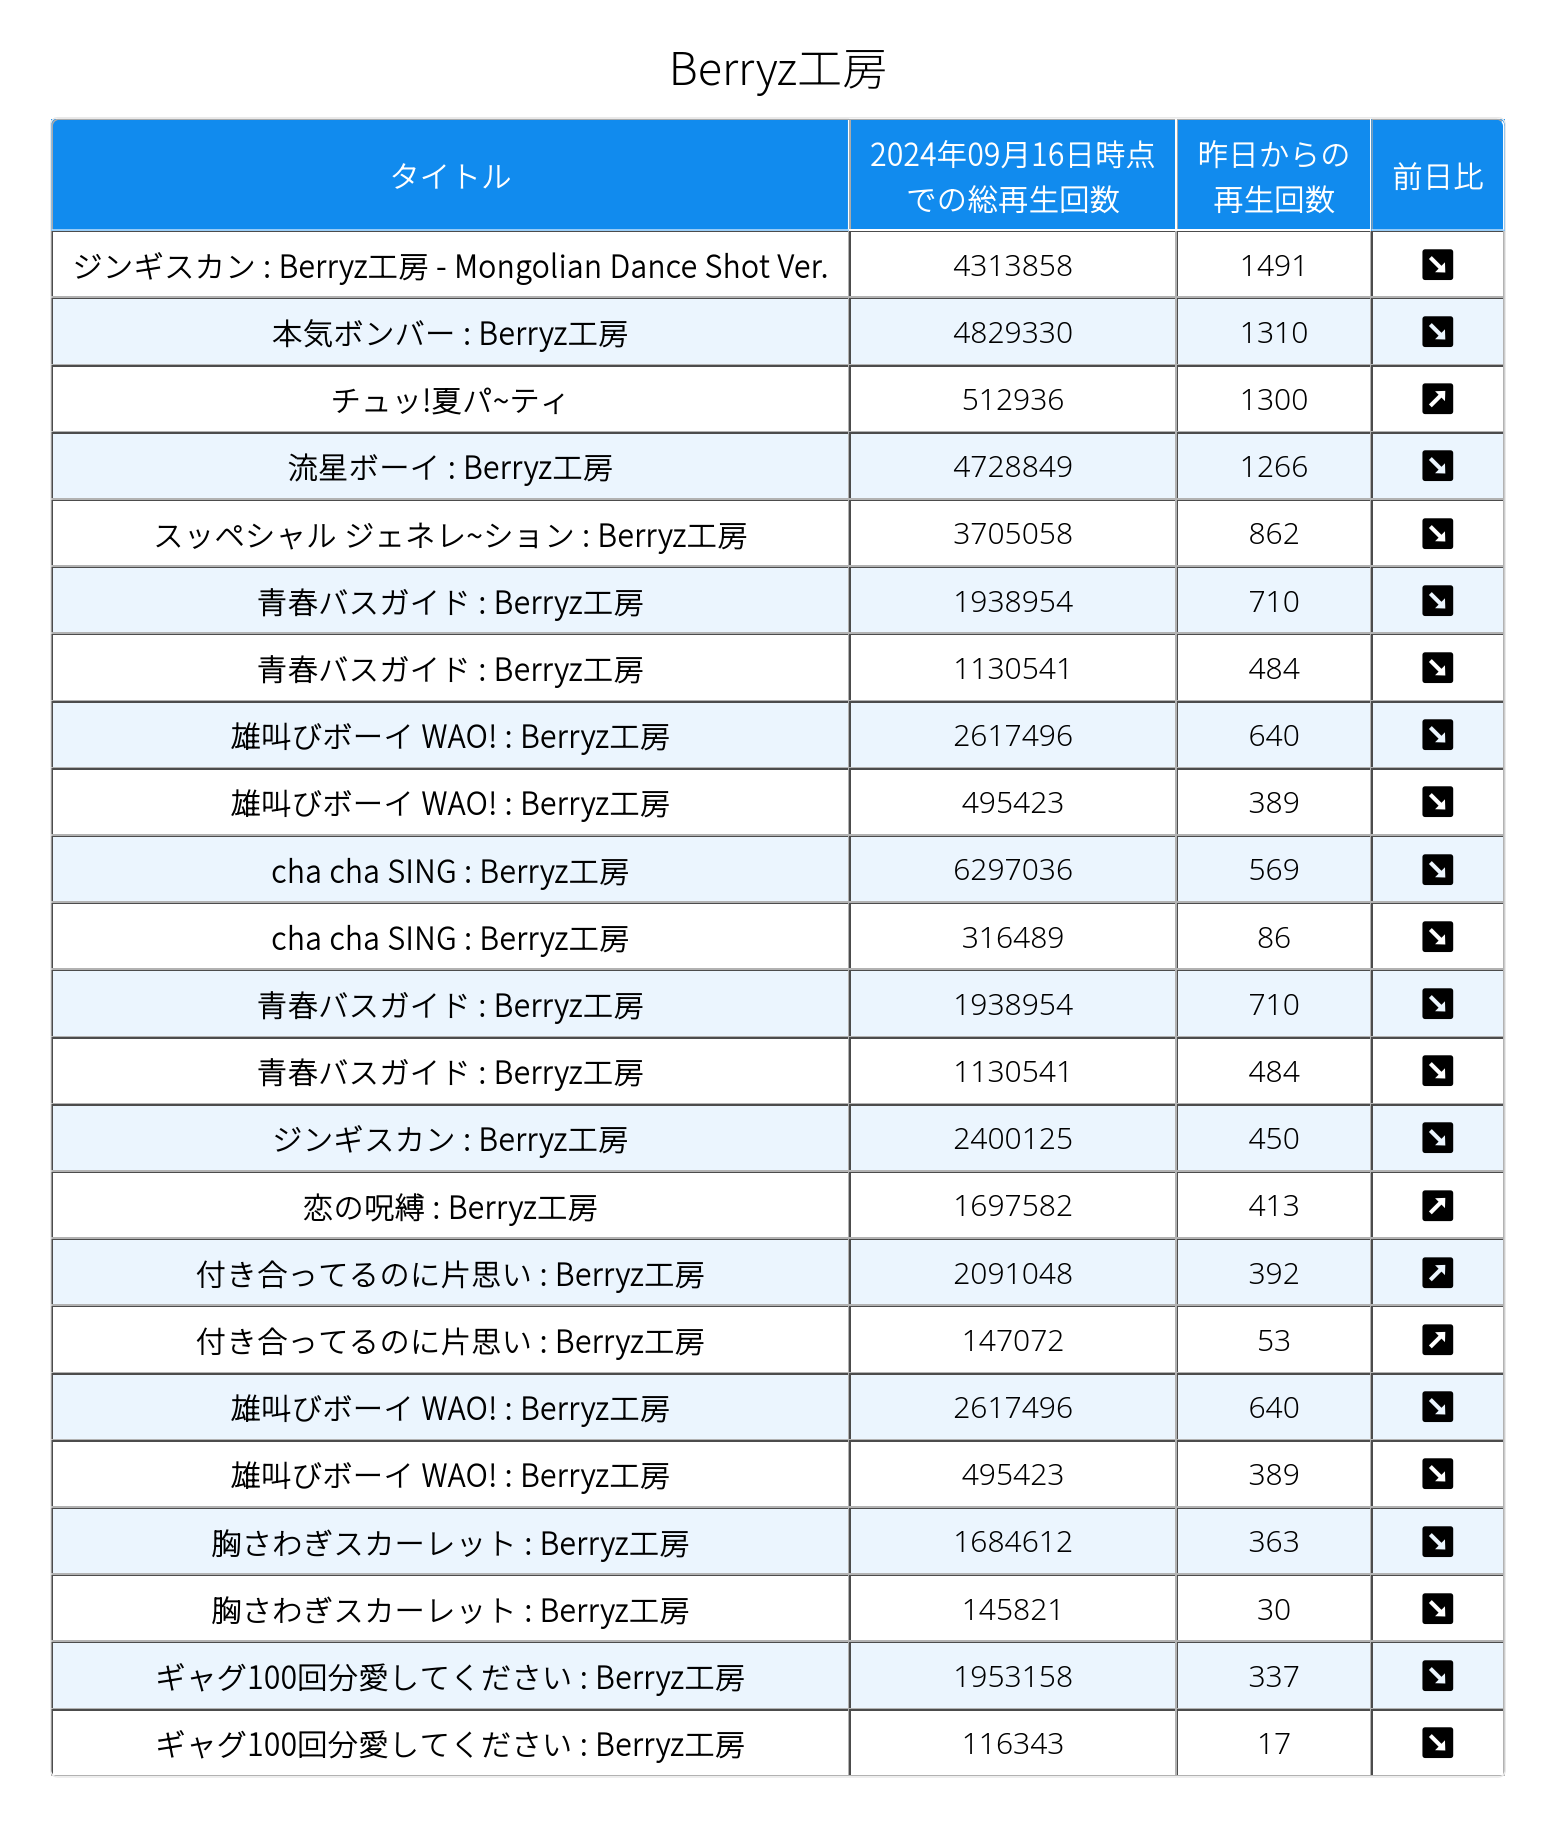 Berryz工房
タイトル 2024年09月16日時点での総再生回数 昨日からの再生回数 前日比
ジンギスカン : Berryz工房 - Mongolian Dance Shot Ver. 4313858 1491 ↘
本気ボンバー : Berryz工房 4829330 1310 ↘
チュッ!夏パ~ティ 512936 1300 ↗
流星ボーイ : Berryz工房 4728849 1266 ↘
スッペシャル ジェネレ~ション : Berryz工房 3705058 862 ↘
青春バスガイド : Berryz工房 1938954 710 ↘
青春バスガイド : Berryz工房 1130541 484 ↘
雄叫びボーイ WAO! : Berryz工房 2617496 640 ↘
雄叫びボーイ WAO! : Berryz工房 495423 389 ↘
cha cha SING : Berryz工房 6297036 569 ↘
cha cha SING : Berryz工房 316489 86 ↘
青春バスガイド : Berryz工房 1938954 710 ↘
青春バスガイド : Berryz工房 1130541 484 ↘
ジンギスカン : Berryz工房 2400125 450 ↘
恋の呪縛 : Berryz工房 1697582 413 ↗
付き合ってるのに片思い : Berryz工房 2091048 392 ↗
付き合ってるのに片思い : Berryz工房 147072 53 ↗
雄叫びボーイ WAO! : Berryz工房 2617496 640 ↘
雄叫びボーイ WAO! : Berryz工房 495423 389 ↘
胸さわぎスカーレット : Berryz工房 1684612 363 ↘
胸さわぎスカーレット : Berryz工房 145821 30 ↘
ギャグ100回分愛してください : Berryz工房 1953158 337 ↘
ギャグ100回分愛してください : Berryz工房 116343 17 ↘